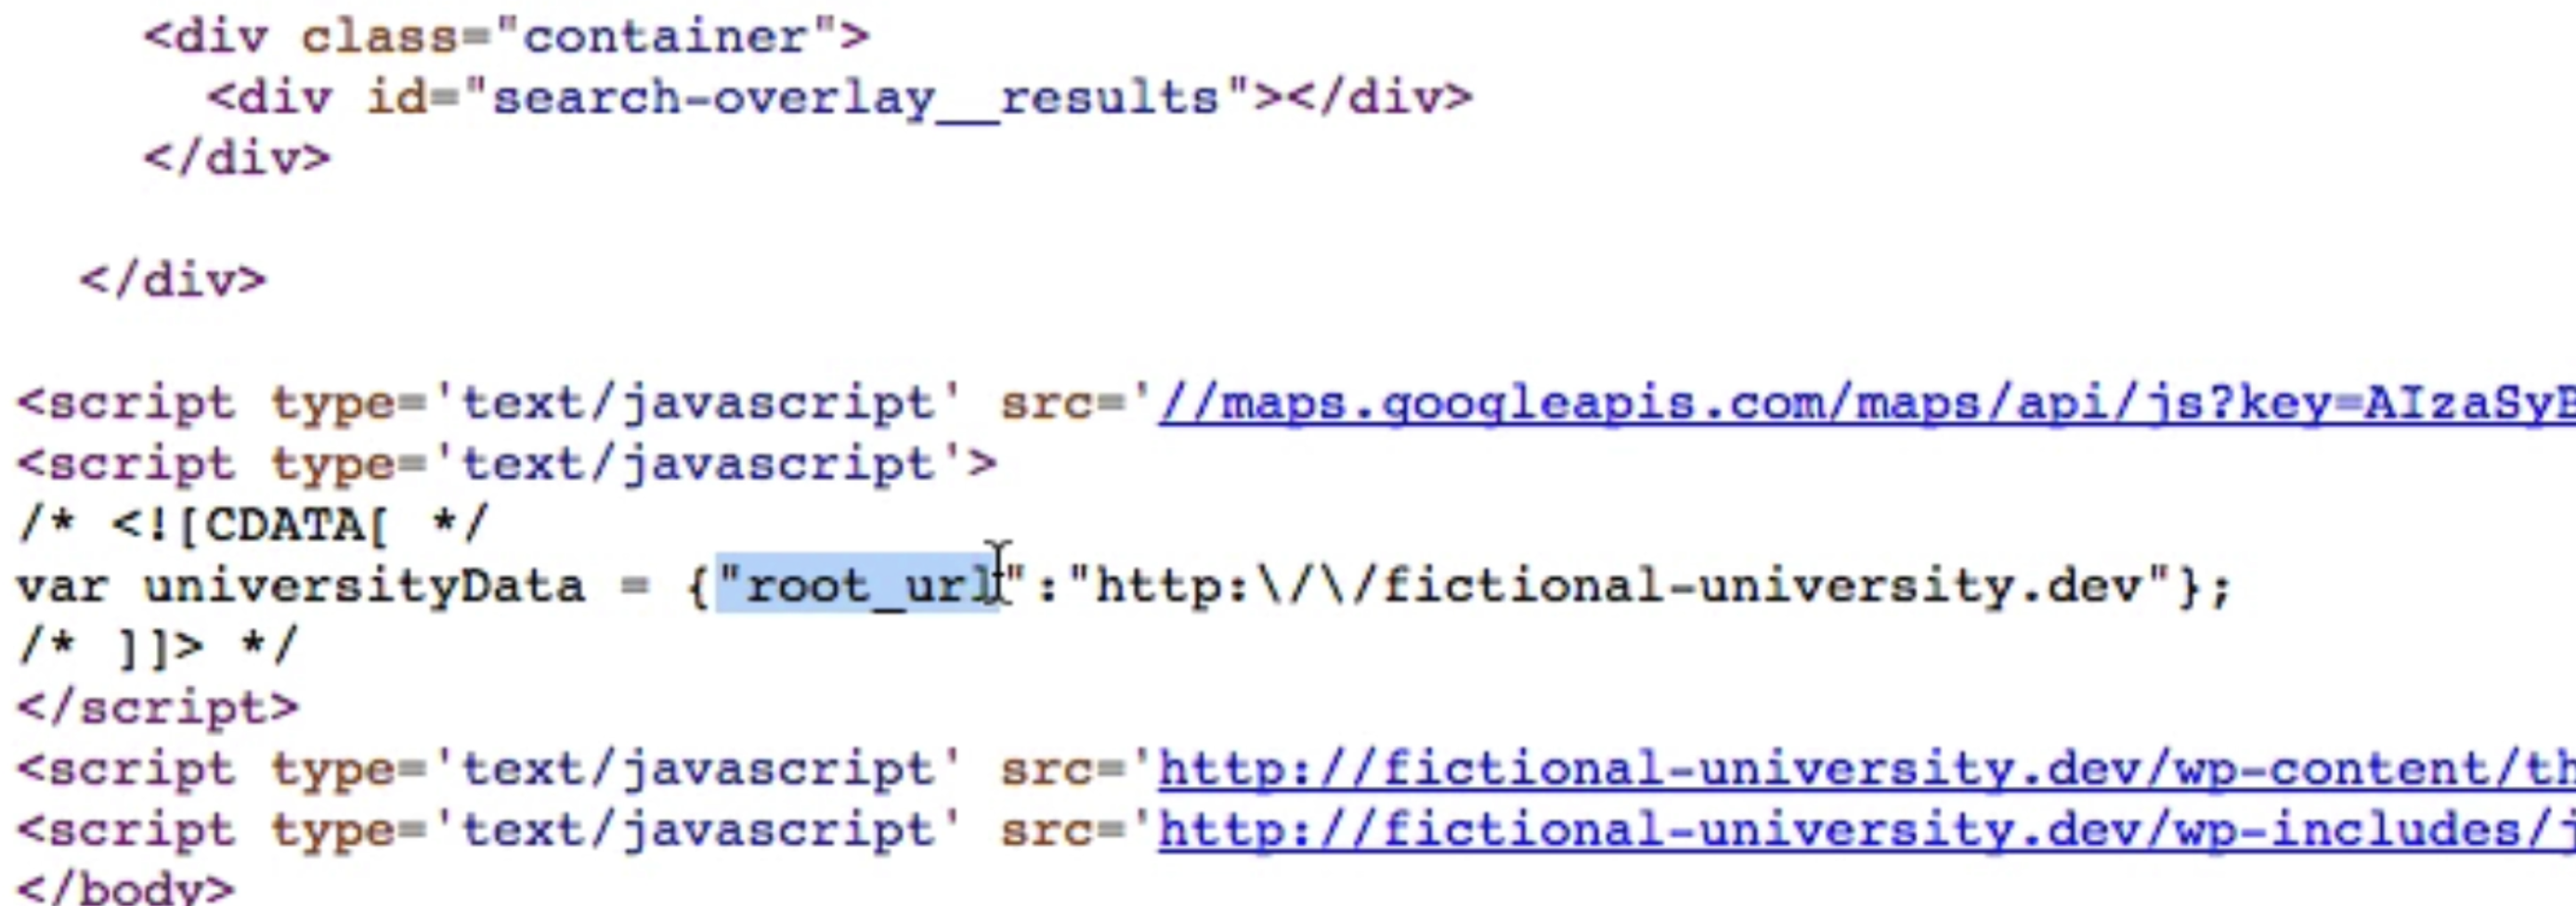 <div class="container">
<div id="search-overlay__results"></div>
</div>
</div>
<script type='text/javascript' src='//maps.googleapis.com/maps/api/js?key=AIzaSyB
<script type='text/javascript'>
/* <![CDATA[ */
var universityData = {"root_url":"http:\/\/fictional-university.dev"};
/* ]]> */
</script>
<script type='text/javascript' src='http://fictional-university.dev/wp-content/th
<script type='text/javascript' src='http://fictional-university.dev/wp-includes/j
</body>